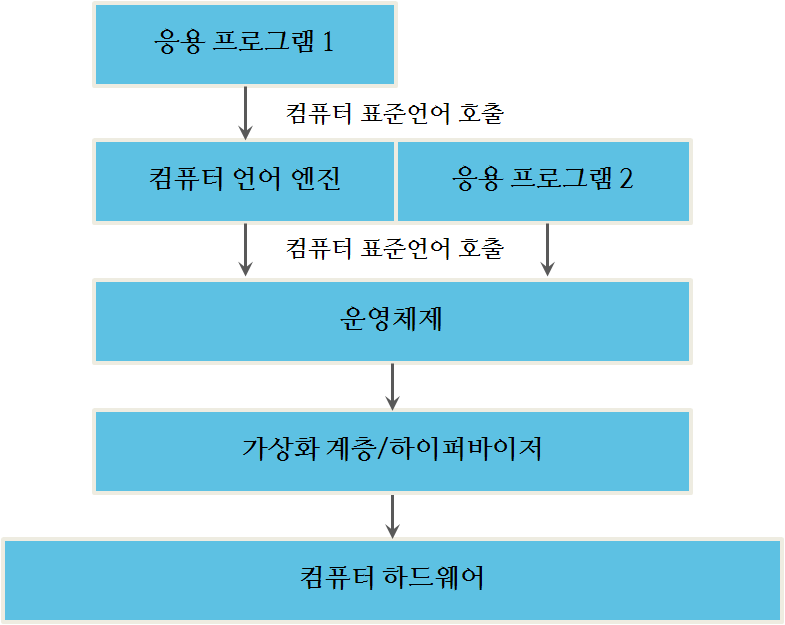 응용 프로그램 1
컴퓨터 표준언어 호출
컴퓨터 언어 엔진
응용 프로그램 2
컴퓨터 표준언어 호출
운영체제
가상화 계층/하이퍼바이저
컴퓨터 하드웨어